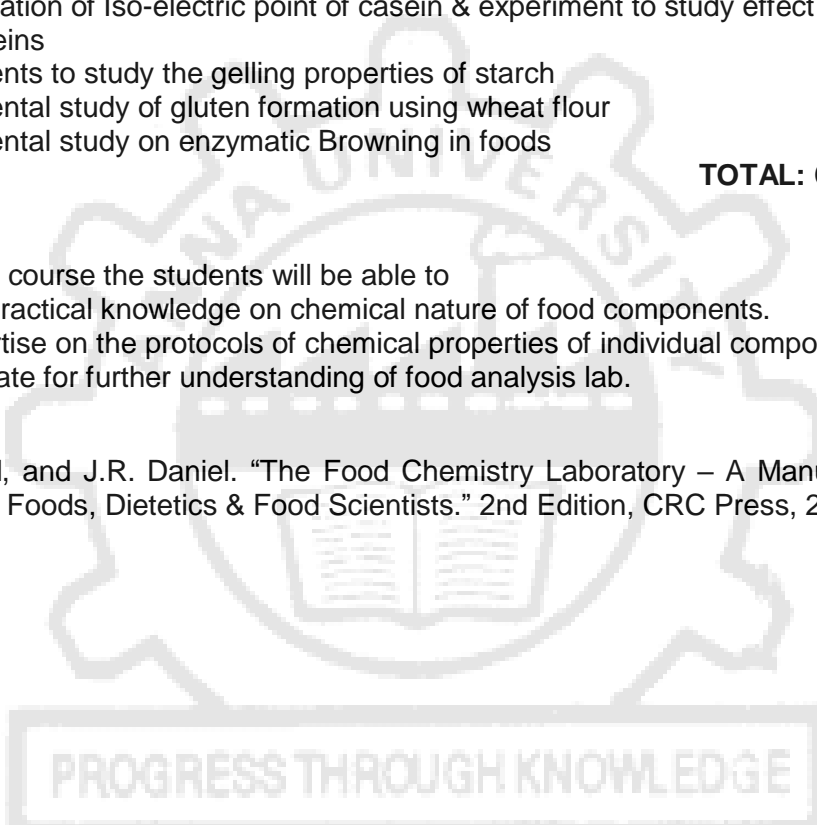 ation of Iso-electric point of casein & experiment to study effect
eins
ents to study the gelling properties of starch
ental study of gluten formation using wheat flour
ental study on enzymatic Browning in foods
TOTAL:
course the students will be able to
ractical knowledge on chemical nature of food components.
rtise on the protocols of chemical properties of individual compo
ate for further understanding of food analysis lab.
, and J.R. Daniel. “The Food Chemistry Laboratory – A Manu
Foods, Dietetics & Food Scientists.” 2nd Edition, CRC Press, 2
NNA UNIVERSITY
PROGRESS THROUGH KNOWLEDGE